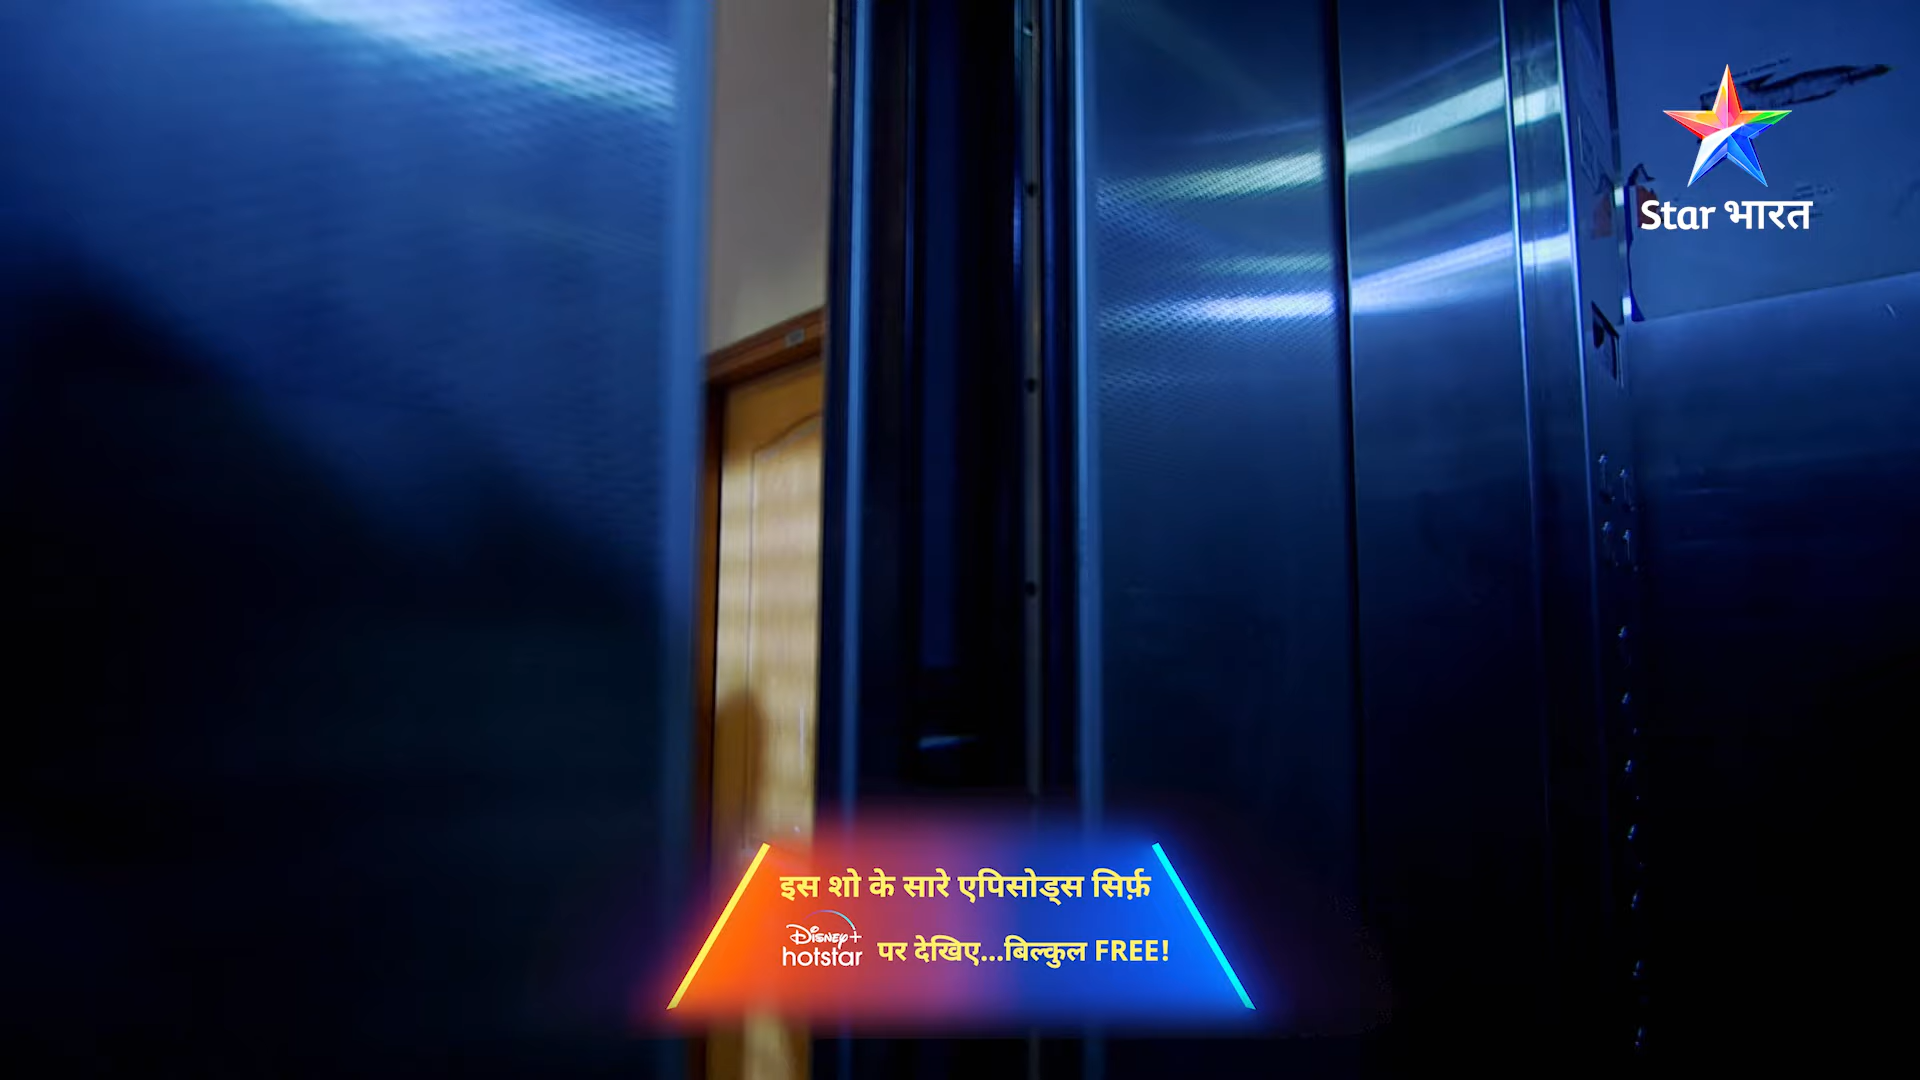 Star भारत
इस शो के सारे एपिसोड्स सिर्फ़
Disney+ hotstar पर देखिए...बिल्कुल FREE!